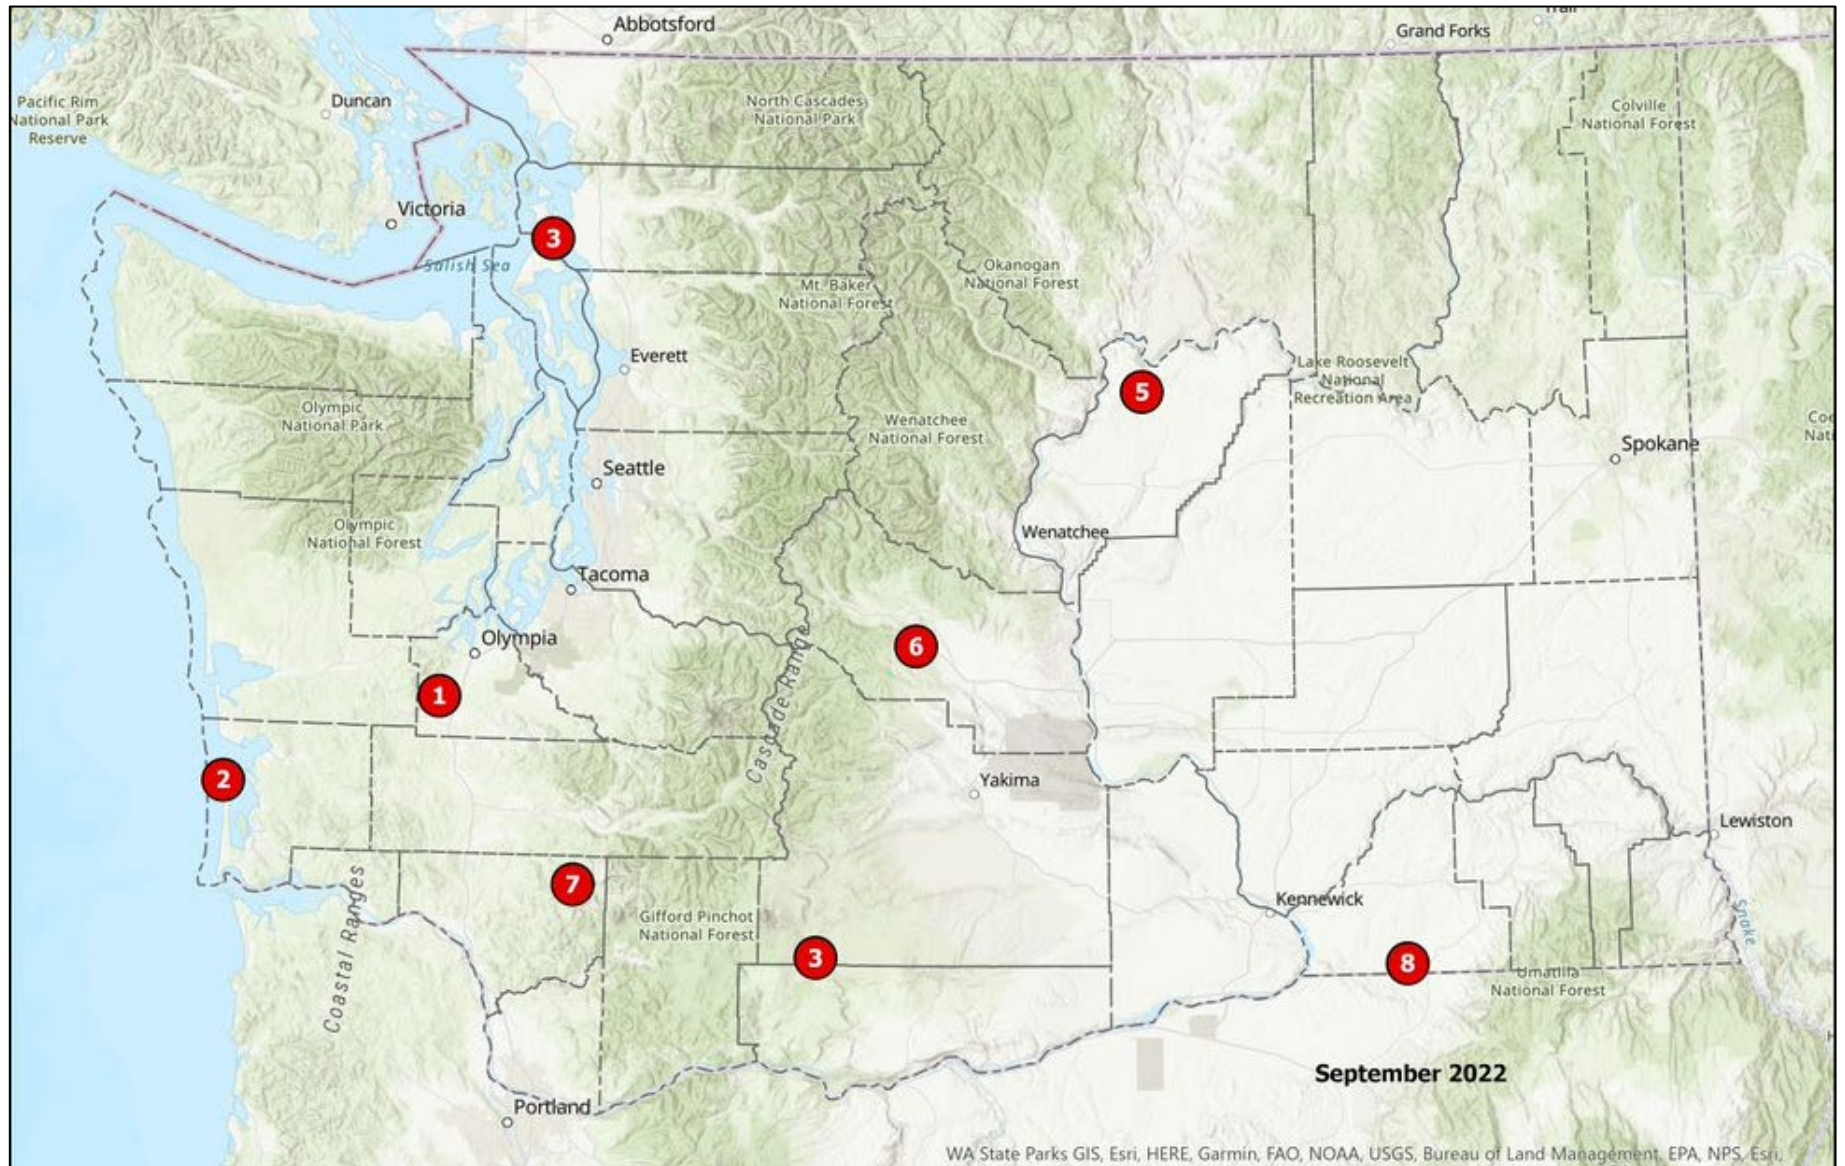 Abbotsford
Grand Forks
Trail
Pacific Rim
National Park
Reserve
Duncan
North Cascades
National Park
Colville
National Forest
Victoria
3
Salish Sea
Okanogan
National Forest
Mt. Baker
National Forest
Everett
Lake Roosevelt
National
Recreation Area
5
Olympic
National Park
Wenatchee
National Forest
Spokane
Seattle
Olympic
National Forest
Wenatchee
Tacoma
Olympia
6
1
Cascade Range
2
Yakima
Lewiston
7
Coastal Ranges
Gifford Pinchot
National Forest
Kennewick
Snake
3
8
Umatilla
National Forest
September 2022
Portland
WA State Parks GIS, Esri, HERE, Garmin, FAO, NOAA, USGS, Bureau of Land Management, EPA, NPS, Esri,